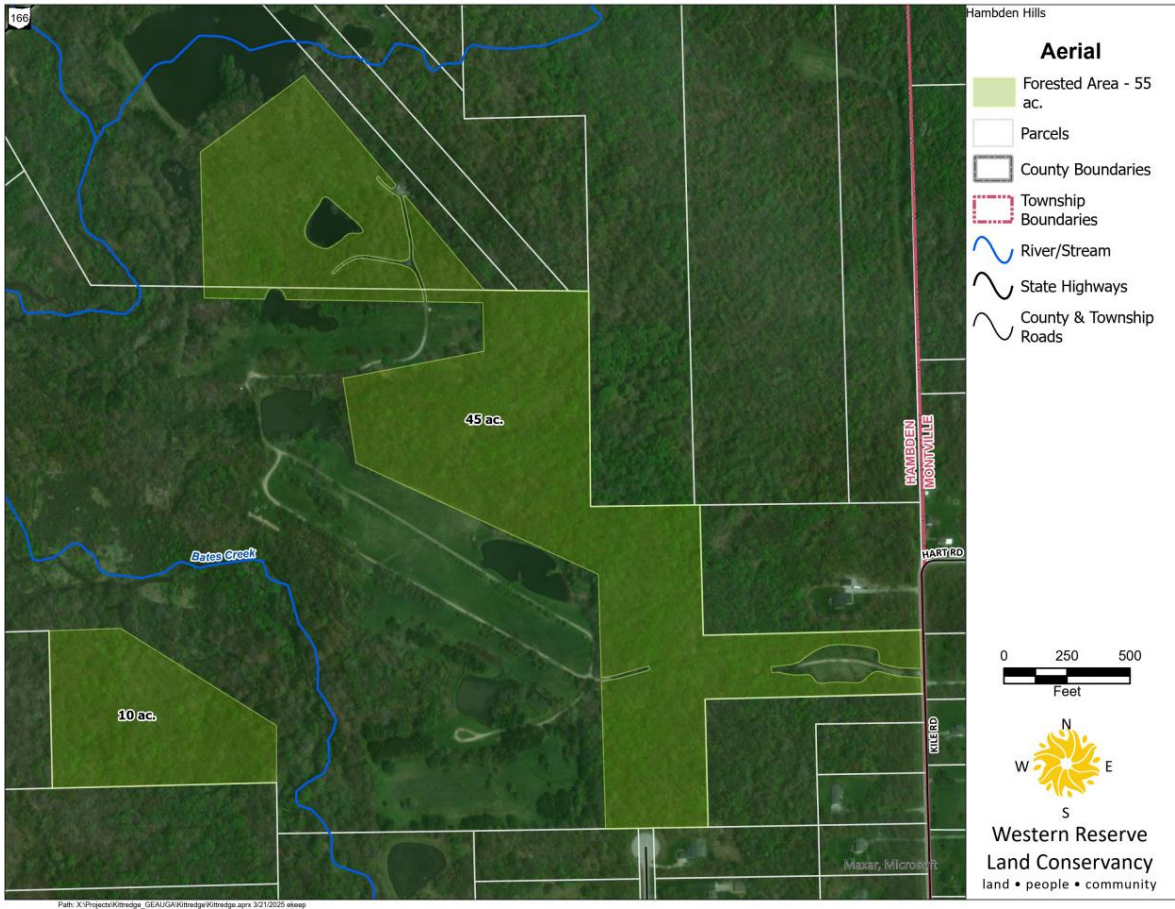 166
Hambden Hills
Aerial
Forested Area - 55
ac.
Parcels
County Boundaries
Township
Boundaries
River/Stream
State Highways
County & Township
Roads
45 ac.
HAMBDEN
MONTVILLE
HART RD
Bates Creek
10 ac.
KILE RD
0 250 500
Feet
N
W E
S
Western Reserve
Land Conservancy
land • people • community
Maxar, Microsoft
Path: X:\Projects\Kittredge_GEAUGA\Kittredge\Kittredge.aprx 3/21/2025 ekeep